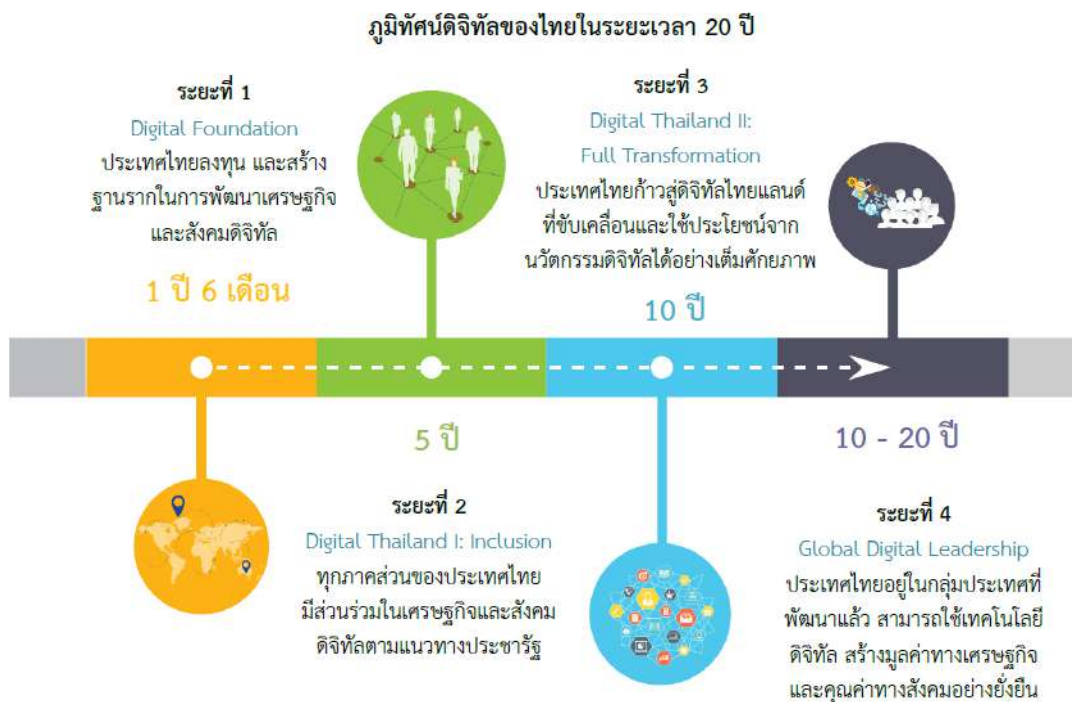 ภูมิทัศน์ดิจิทัลของไทยในระยะเวลา 20 ปี
ระยะที่ 1
Digital Foundation
ประเทศไทยลงทุน และสร้าง
ฐานรากในการพัฒนาเศรษฐกิจ
และสังคมดิจิทัล
1 ปี 6 เดือน
5 ปี
ระยะที่ 2
Digital Thailand I: Inclusion
ทุกภาคส่วนของประเทศไทย
มีส่วนร่วมในเศรษฐกิจและสังคม
ดิจิทัลตามแนวทางประชารัฐ
ระยะที่ 3
Digital Thailand II:
Full Transformation
ประเทศไทยก้าวสู่ดิจิทัลไทยแลนด์
ที่ขับเคลื่อนและใช้ประโยชน์จาก
นวัตกรรมดิจิทัลได้อย่างเต็มศักยภาพ
10 ปี
10 - 20 ปี
ระยะที่ 4
Global Digital Leadership
ประเทศไทยอยู่ในกลุ่มประเทศที่
พัฒนาแล้ว สามารถใช้เทคโนโลยี
ดิจิทัล สร้างมูลค่าทางเศรษฐกิจ
และคุณค่าทางสังคมอย่างยั่งยืน